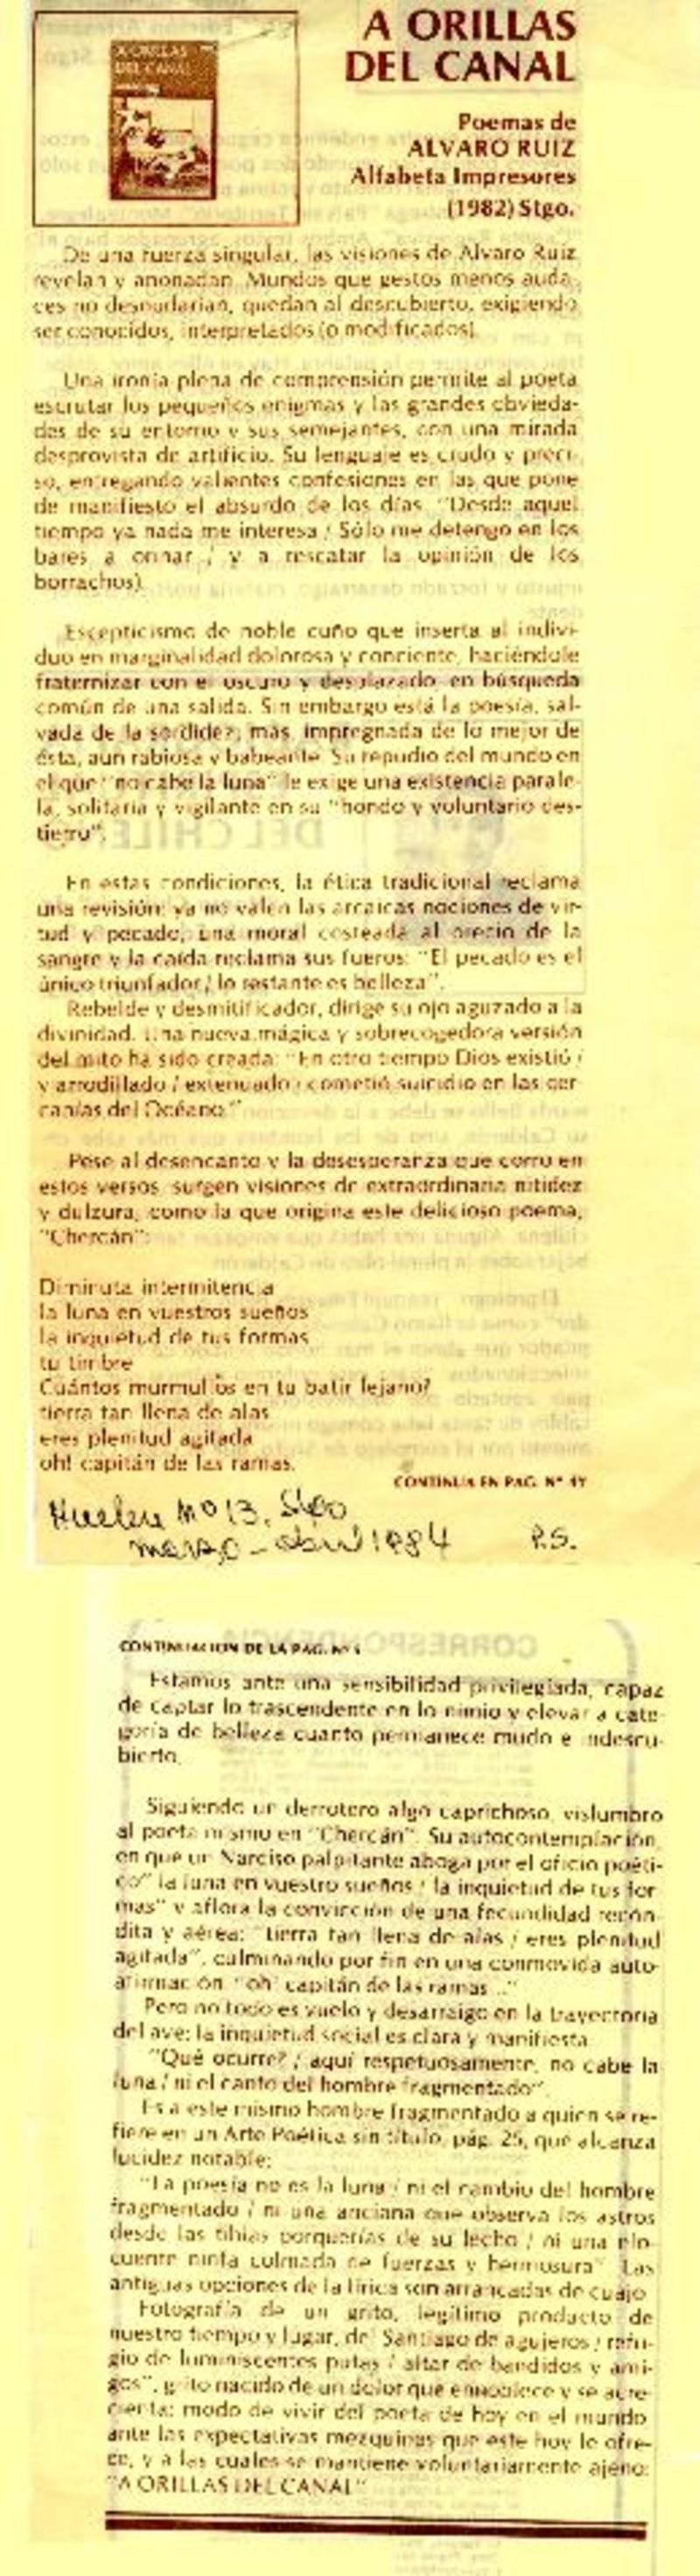 A ORILLAS
DEL CANAL
A ORILLAS
DEL CANAL
Poemas de
ALVARO RUIZ
Alfabeta Impresores
(1982) Stgo.
De una fuerza singular, las visiones de Alvaro Ruiz
revelan y anonadan. Mundos que gestos menos auda-
ces no desnudarían, quedan al descubierto, exigiendo
ser conocidos, interpretados (o modificados).
Una ironía plena de comprensión permite al poeta
escrutar los pequeños enigmas y las grandes obvieda-
des de su entorno y sus semejantes, con una mirada
desprovista de artificio. Su lenguaje es crudo y preci-
so, entregando valientes confesiones en las que pone
de manifiesto el absurdo de los días. "Desde aquel
tiempo ya nada me interesa / Sólo me detengo en los
bares a orinar / y a rescatar la opinión de los
borrachos).
Escepticismo de noble cuño que inserta al indivi-
duo en marginalidad dolorosa y conciente, haciéndole
fraternizar con el oscuro y desplazado en búsqueda
común de una salida. Sin embargo está la poesía, sal-
vada de la sordidez, más, impregnada de lo mejor de
ésta, aun rabiosa y babeante. Su repudio del mundo en
el que "no cabe la luna" le exige una existencia parale-
la, solitaria y vigilante en su "hondo y voluntario des-
tierro".
En estas condiciones, la ética tradicional reclama
una revisión: ya no valen las arcaicas nociones de vir-
tud y pecado, una moral costeada al precio de la
sangre y la caída reclama sus fueros: "El pecado es el
único triunfador / lo restante es belleza".
Rebelde y desmitificador, dirige su ojo aguzado a la
divinidad. Una nueva, mágica y sobrecogedora versión
del mito ha sido creada: "En otro tiempo Dios existió /
y arrodillado / extenuado / cometió suicidio en las cer-
canías del Océano."
Pese al desencanto y la desesperanza que corro en
estos versos, surgen visiones de extraordinaria nitidez
y dulzura, como la que origina este delicioso poema,
"Chercán":
Diminuta intermitencia
la luna en vuestros sueños
la inquietud de tus formas
tu timbre
Cuántos murmullos en tu batir lejano?
tierra tan llena de alas
eres plenitud agitada
oh! capitán de las ramas.
CONTINUA EN PAG. Nº 17
Huelén Nº 13. Stgo
marzo - abril 1984 P.S.
CONTINUACION DE LA PAG. Nº
Estamos ante una sensibilidad privilegiada, capaz
de captar lo trascendente en lo nimio y elevar a cate-
goría de belleza cuanto permanece mudo e indescu-
bierto.
Siguiendo un derrotero algo caprichoso, vislumbro
al poeta mismo en "Chercán". Su autocontemplación,
en que un Narciso palpitante aboga por el oficio poéti-
co" la luna en vuestro sueños / la inquietud de tus for-
mas" y aflora la convicción de una fecundidad recón-
dita y aérea: "tierra tan llena de alas / eres plenitud
agitada", culminando por fin en una conmovida auto-
afirmación "oh! capitán de las ramas..."
Pero no todo es vuelo y desarraigo en la trayectoria
del ave: la inquietud social es clara y manifiesta
"Qué ocurre? / aquí respetuosamente, no cabe la
luna / ni el canto del hombre fragmentado".
Es a este mismo hombre fragmentado a quien se re-
fiere en un Arte Poética sin título, pág. 25, que alcanza
lucidez notable:
"La poesía no es la luna / ni el cambio del hombre
fragmentado / ni una anciana que observa los astros
desde las tibias porquerías de su lecho / ni una elo-
cuente ninfa colmada de fuerzas y hermosura". Las
antiguas opciones de la lírica son arrancadas de cuajo.
Fotografía de un grito, legítimo producto de
nuestro tiempo y lugar, del "Santiago de agujeros / refu-
gio de luminiscentes putas / altar de bandidos y ami-
gos", grito nacido de un dolor que ennoblece y se acre-
cienta: modo de vivir del poeta de hoy en el mundo
ante las expectativas mezquinas que este hoy le ofre-
ce, y a las cuales se mantiene voluntariamente ajeno:
"A ORILLAS DEL CANAL"